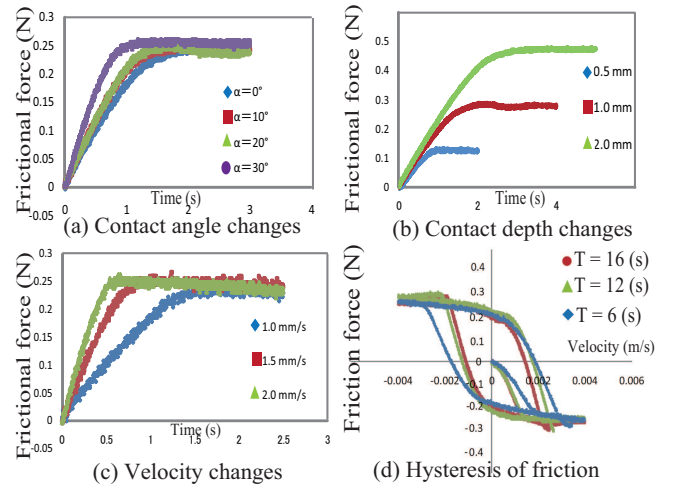 Frictional force (N)
0.3
0.25
0.2
0.15
0.1
0.05
0
-0.05
0
1
2
3
4
Time (s)
α=0°
α=10°
α=20°
α=30°
(a) Contact angle changes
Frictional force (N)
0.5
0.4
0.3
0.2
0.1
0
0
2
4
6
Time (s)
0.5 mm
1.0 mm
2.0 mm
(b) Contact depth changes
Frictional force (N)
0.3
0.25
0.2
0.15
0.1
0.05
0
-0.05
0
0.5
1
1.5
2
2.5
3
Time (s)
1.0 mm/s
1.5 mm/s
2.0 mm/s
(c) Velocity changes
Friction force (N)
0.4
0.3
0.2
0.1
0
-0.1
-0.2
-0.3
-0.4
-0.004
-0.002
0
0.002
0.004
0.006
Velocity (m/s)
T = 16 (s)
T = 12 (s)
T = 6 (s)
(d) Hysteresis of friction